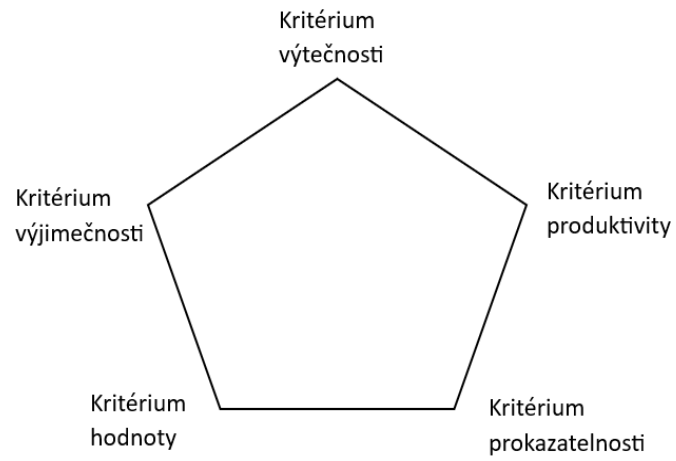 Kritérium
výtečnosti
Kritérium
produktivity
Kritérium
výjimečnosti
Kritérium
hodnoty
Kritérium
prokazatelnosti